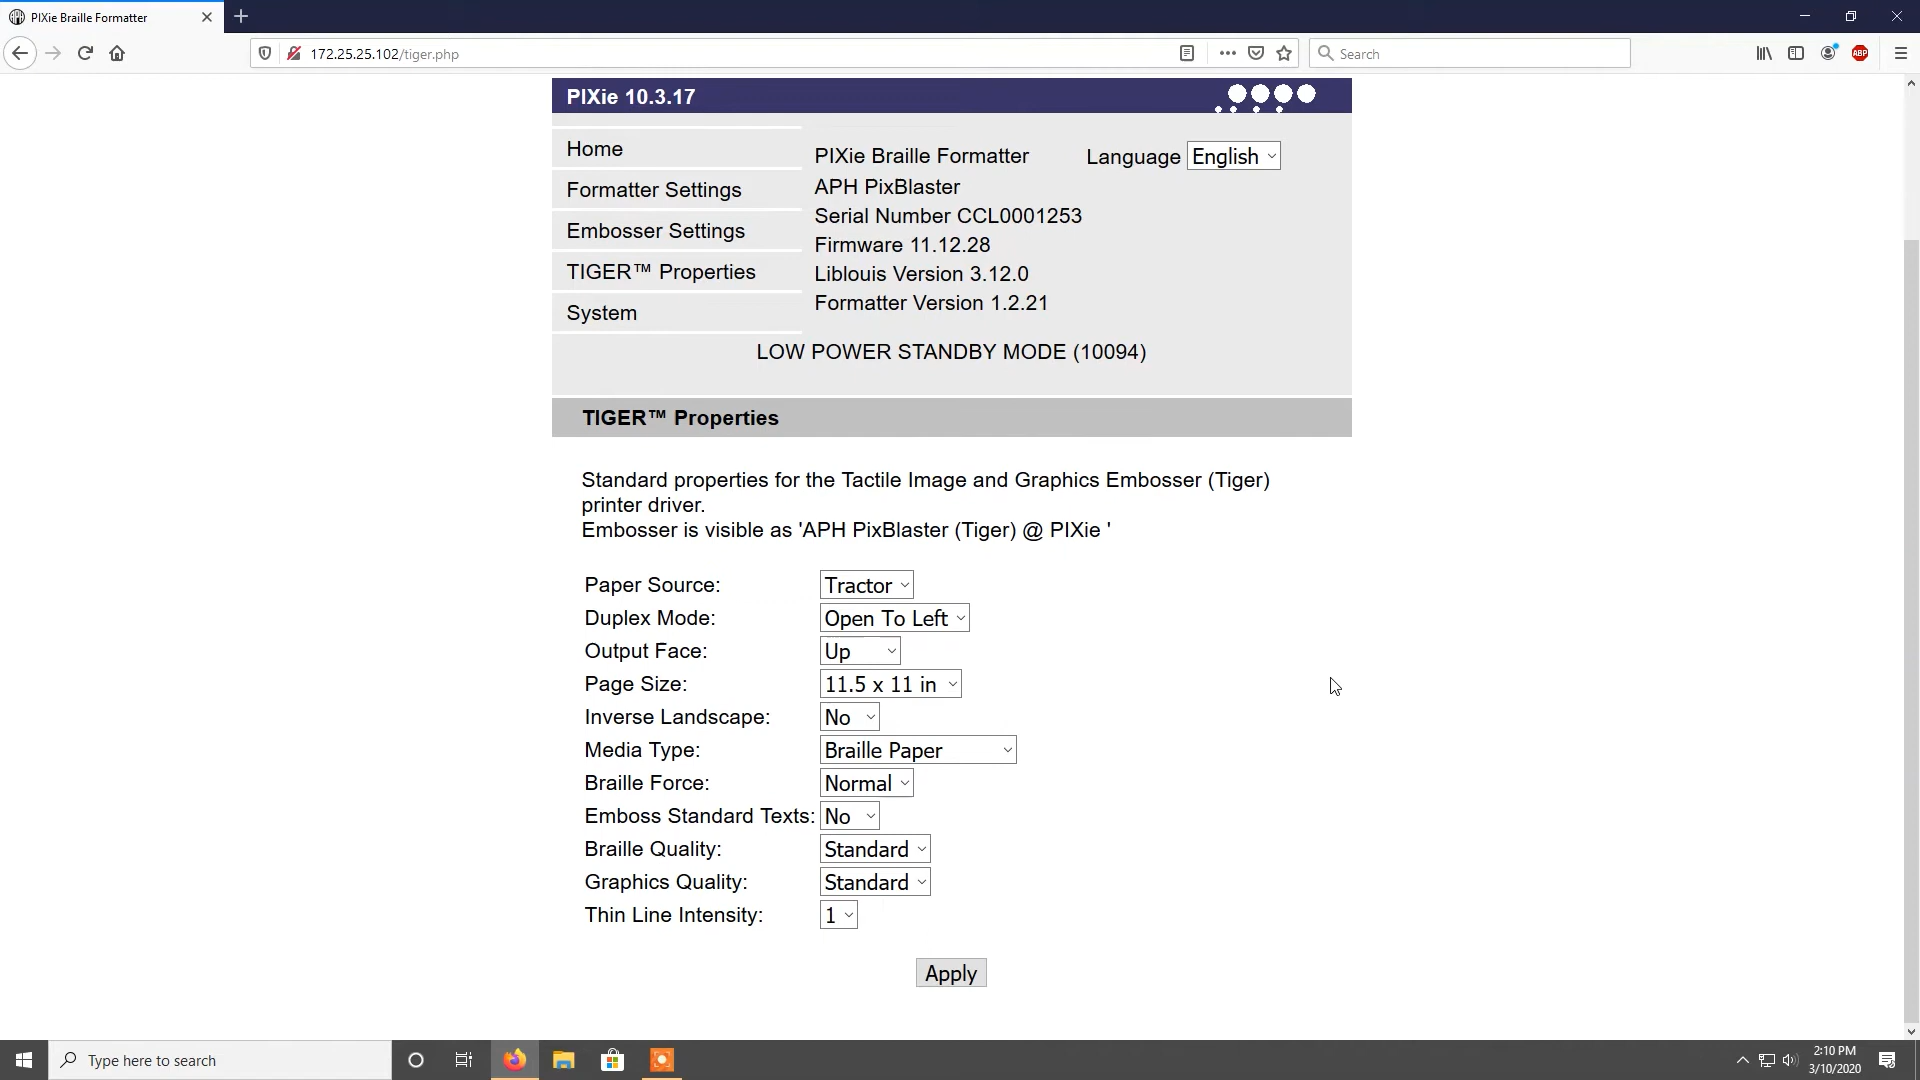 PIXie Braille Formatter
172.25.25.102/tiger.php
Search
ABP
PIXie 10.3.17
Home
Formatter Settings
Embosser Settings
TIGER™ Properties
System
PIXie Braille Formatter
Language English
APH PixBlaster
Serial Number CCL0001253
Firmware 11.12.28
Liblouis Version 3.12.0
Formatter Version 1.2.21
LOW POWER STANDBY MODE (10094)
TIGER™ Properties
Standard properties for the Tactile Image and Graphics Embosser (Tiger)
printer driver.
Embosser is visible as 'APH PixBlaster (Tiger) @ PIXie '
Paper Source: Tractor
Duplex Mode: Open To Left
Output Face: Up
Page Size: 11.5 x 11 in
Inverse Landscape: No
Media Type: Braille Paper
Braille Force: Normal
Emboss Standard Texts: No
Braille Quality: Standard
Graphics Quality: Standard
Thin Line Intensity: 1
Apply
Type here to search
2:10 PM
3/10/2020